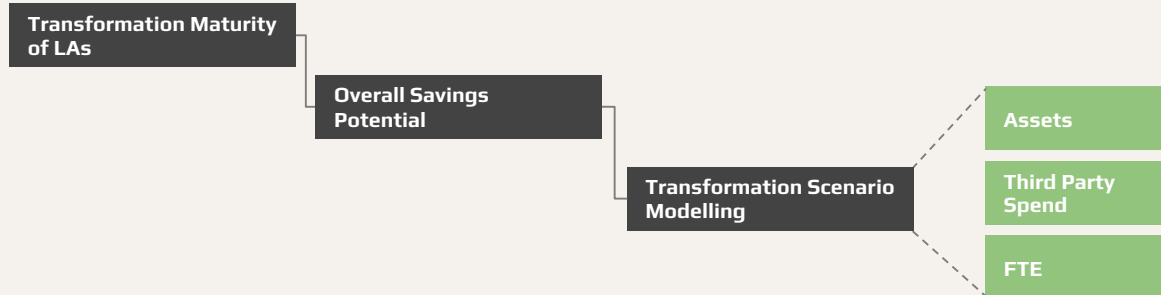 Transformation Maturity
of LAs
Overall Savings
Potential
Transformation Scenario
Modelling
Assets
Third Party
Spend
FTE